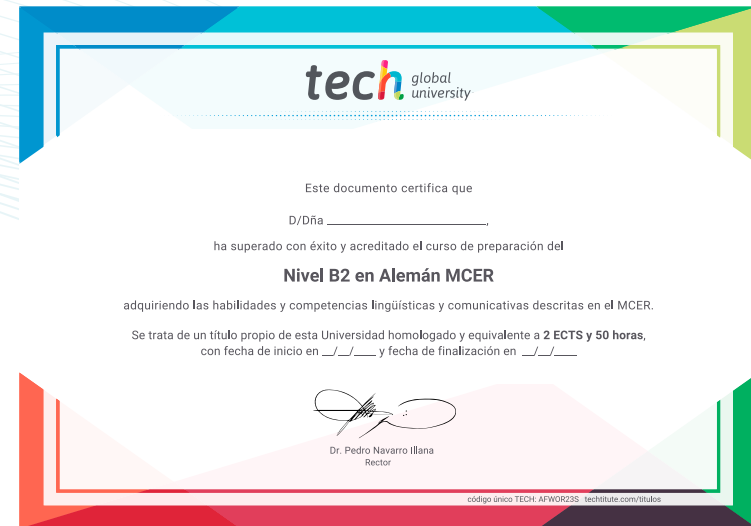 tech global university
Este documento certifica que
D/Dña ________________________,
ha superado con éxito y acreditado el curso de preparación del
Nivel B2 en Alemán MCER
adquiriendo las habilidades y competencias lingüísticas y comunicativas descritas en el MCER.
Se trata de un título propio de esta Universidad homologado y equivalente a 2 ECTS y 50 horas,
con fecha de inicio en __/__/____ y fecha de finalización en __/__/____
Dr. Pedro Navarro Illana
Rector
código único TECH: AFWOR23S techtitute.com/titulos